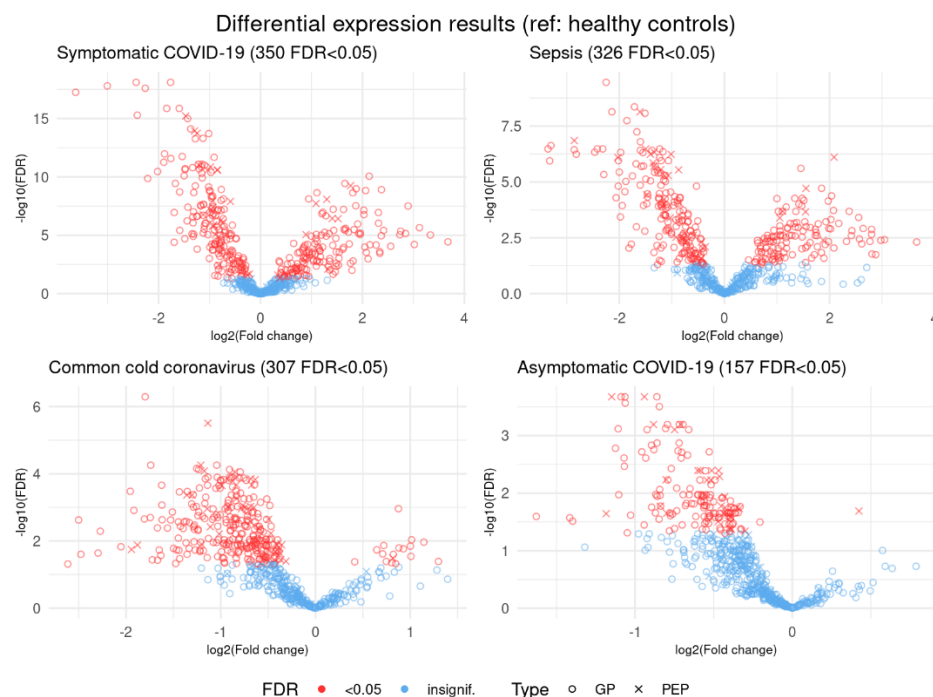 Differential expression results (ref: healthy controls)
Symptomatic COVID-19 (350 FDR<0.05)
-log10(FDR)
15
10
5
0
-2
0
2
4
log2(Fold change)
Sepsis (326 FDR<0.05)
-log10(FDR)
7.5
5.0
2.5
0.0
-2
0
2
4
log2(Fold change)
Common cold coronavirus (307 FDR<0.05)
-log10(FDR)
6
4
2
0
-2
-1
0
1
log2(Fold change)
Asymptomatic COVID-19 (157 FDR<0.05)
-log10(FDR)
3
2
1
0
-1
0
log2(Fold change)
FDR <0.05 insignif. Type GP PEP